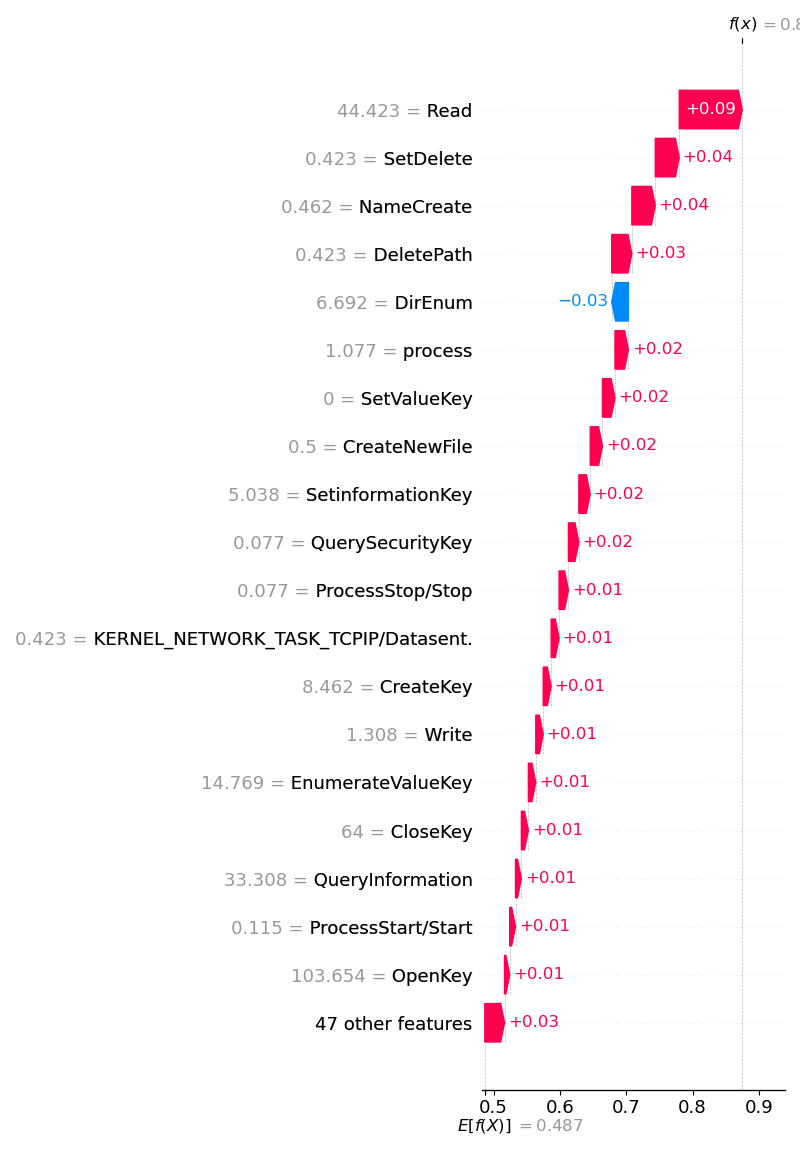 f(x) = 0.8
44.423 = Read
+0.09
0.423 = SetDelete
+0.04
0.462 = NameCreate
+0.04
0.423 = DeletePath
+0.03
6.692 = DirEnum
−0.03
1.077 = process
+0.02
0 = SetValueKey
+0.02
0.5 = CreateNewFile
+0.02
5.038 = SetinformationKey
+0.02
0.077 = QuerySecurityKey
+0.02
0.077 = ProcessStop/Stop
+0.01
0.423 = KERNEL_NETWORK_TASK_TCPIP/Datasent.
+0.01
8.462 = CreateKey
+0.01
1.308 = Write
+0.01
14.769 = EnumerateValueKey
+0.01
64 = CloseKey
+0.01
33.308 = QueryInformation
+0.01
0.115 = ProcessStart/Start
+0.01
103.654 = OpenKey
+0.01
47 other features
+0.03
0.5 0.6 0.7 0.8 0.9
E[f(X)] = 0.487